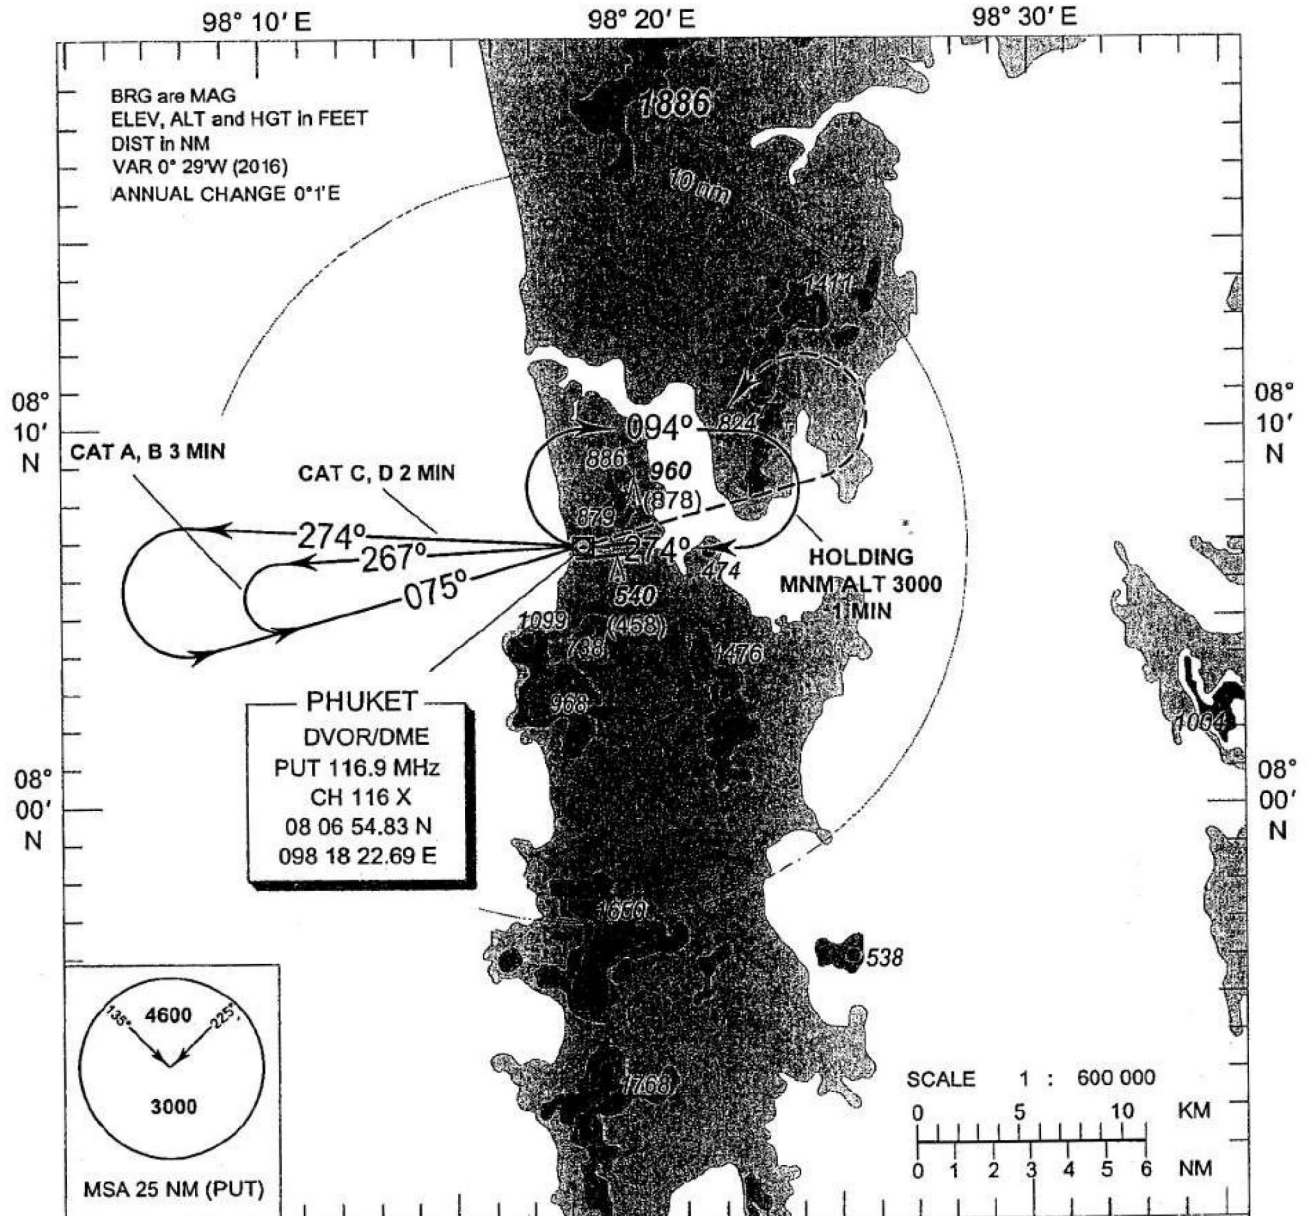 98° 10′ E
98° 20′ E
98° 30′ E
BRG are MAG
ELEV, ALT and HGT in FEET
DIST in NM
VAR 0° 29'W (2016)
ANNUAL CHANGE 0°1'E
1886
10 nm
1411
08°
10′
N
08°
10′
N
CAT A, B 3 MIN
CAT C, D 2 MIN
094°
824
886
960
(878)
879
274°
267°
075°
274°
474
HOLDING
MNM ALT 3000
1 MIN
540
(458)
1099
738
1476
968
1064
PHUKET
DVOR/DME
PUT 116.9 MHz
CH 116 X
08 06 54.83 N
098 18 22.69 E
08°
00′
N
08°
00′
N
538
135°
4600
225°
3000
MSA 25 NM (PUT)
1768
SCALE 1 : 600 000
0 5 10 KM
0 1 2 3 4 5 6 NM